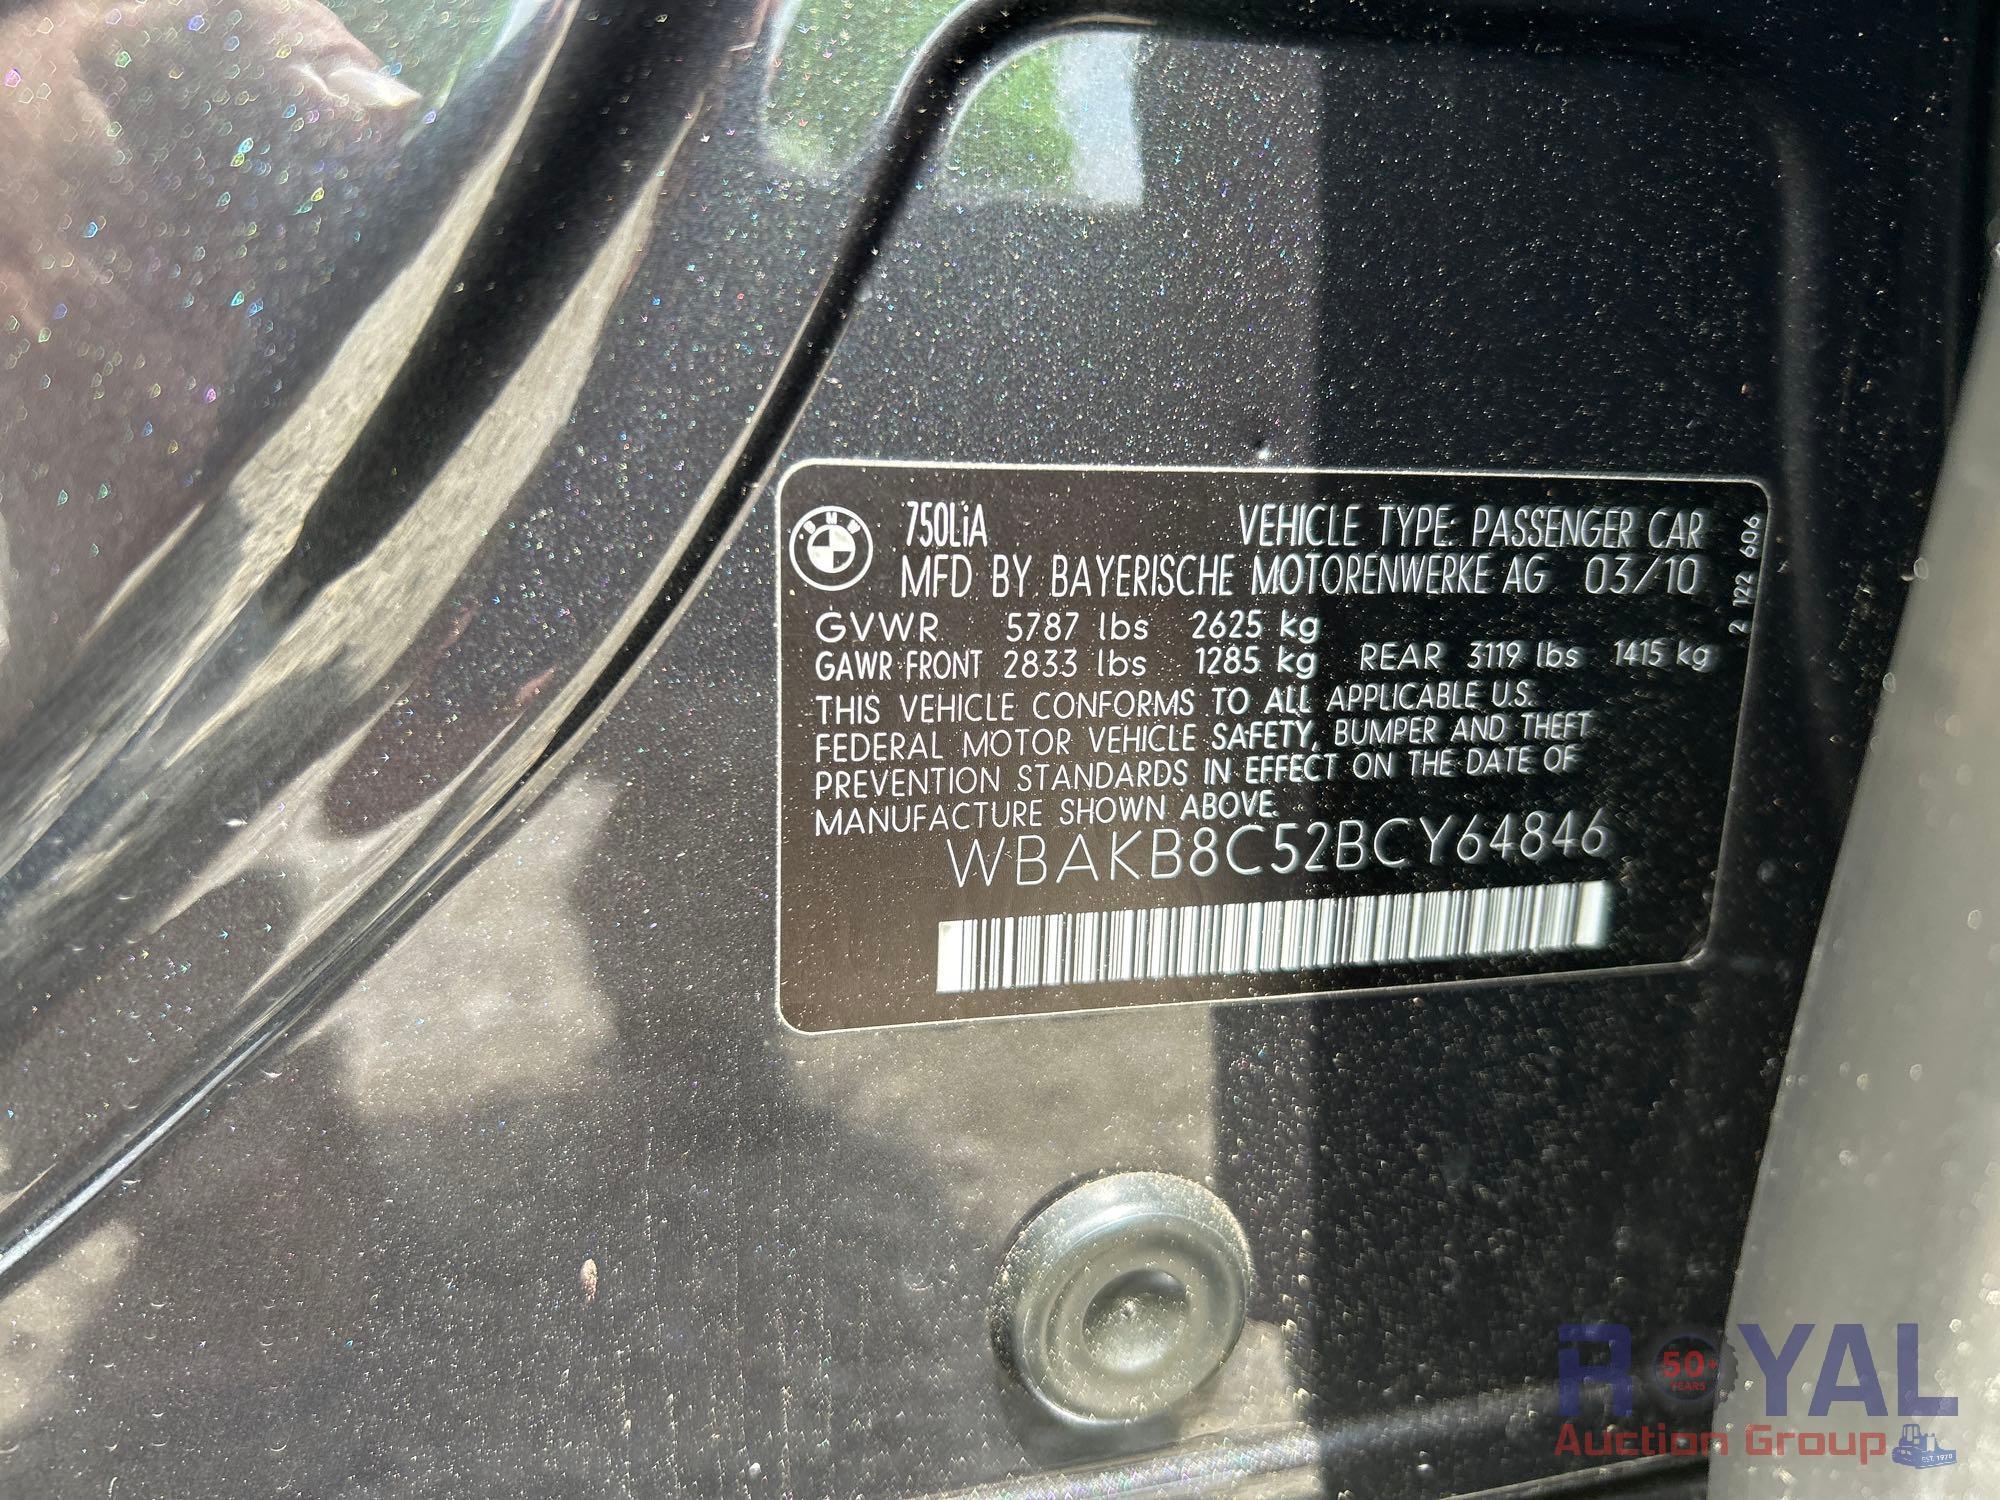 BMW
750LiA VEHICLE TYPE: PASSENGER CAR
MFD BY BAYERISCHE MOTORENWERKE AG 03/10
GVWR 5787 lbs 2625 kg
GAWR FRONT 2833 lbs 1285 kg REAR 3119 lbs 1415 kg
THIS VEHICLE CONFORMS TO ALL APPLICABLE U.S.
FEDERAL MOTOR VEHICLE SAFETY, BUMPER AND THEFT
PREVENTION STANDARDS IN EFFECT ON THE DATE OF
MANUFACTURE SHOWN ABOVE.
WBAKB8C52BCY64846
2 122 606
ROYAL
50+
YEARS
Auction Group
EST. 1970